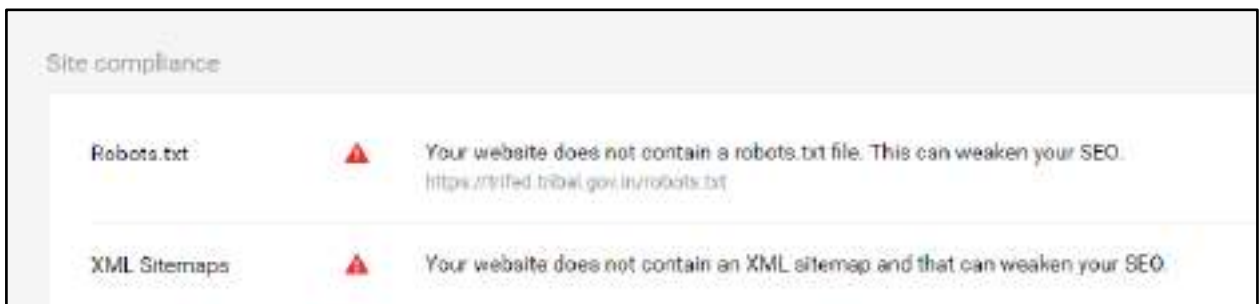 Site compliance
Robots.txt
Your website does not contain a robots.txt file. This can weaken your SEO.
https://trifed.tribal.gov.in/robots.txt
XML Sitemaps
Your website does not contain an XML sitemap and that can weaken your SEO.